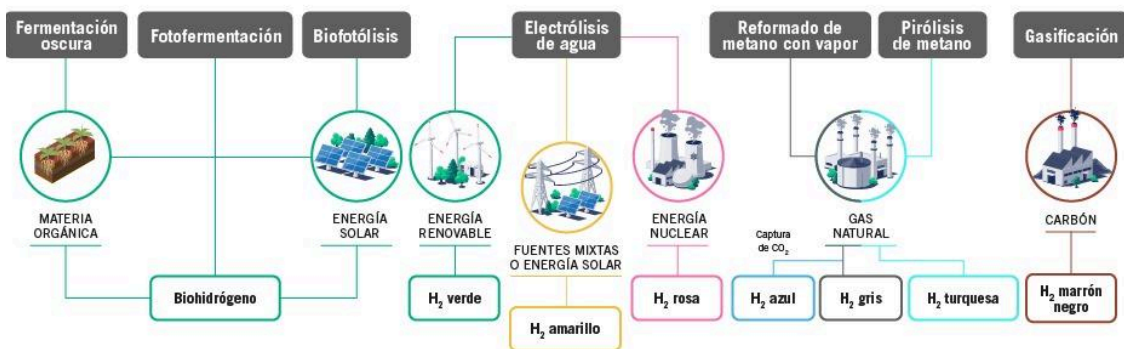 Fermentación
oscura
Fotofermentación
Biofotólisis
Electrólisis
de agua
Reformado de
metano con vapor
Pirólisis
de metano
Gasificación
MATERIA
ORGÁNICA
ENERGÍA
SOLAR
ENERGÍA
RENOVABLE
FUENTES MIXTAS
O ENERGÍA SOLAR
ENERGÍA
NUCLEAR
Captura
de CO₂
GAS
NATURAL
CARBÓN
Biohidrógeno
H₂ verde
H₂ amarillo
H₂ rosa
H₂ azul
H₂ gris
H₂ turquesa
H₂ marrón
negro